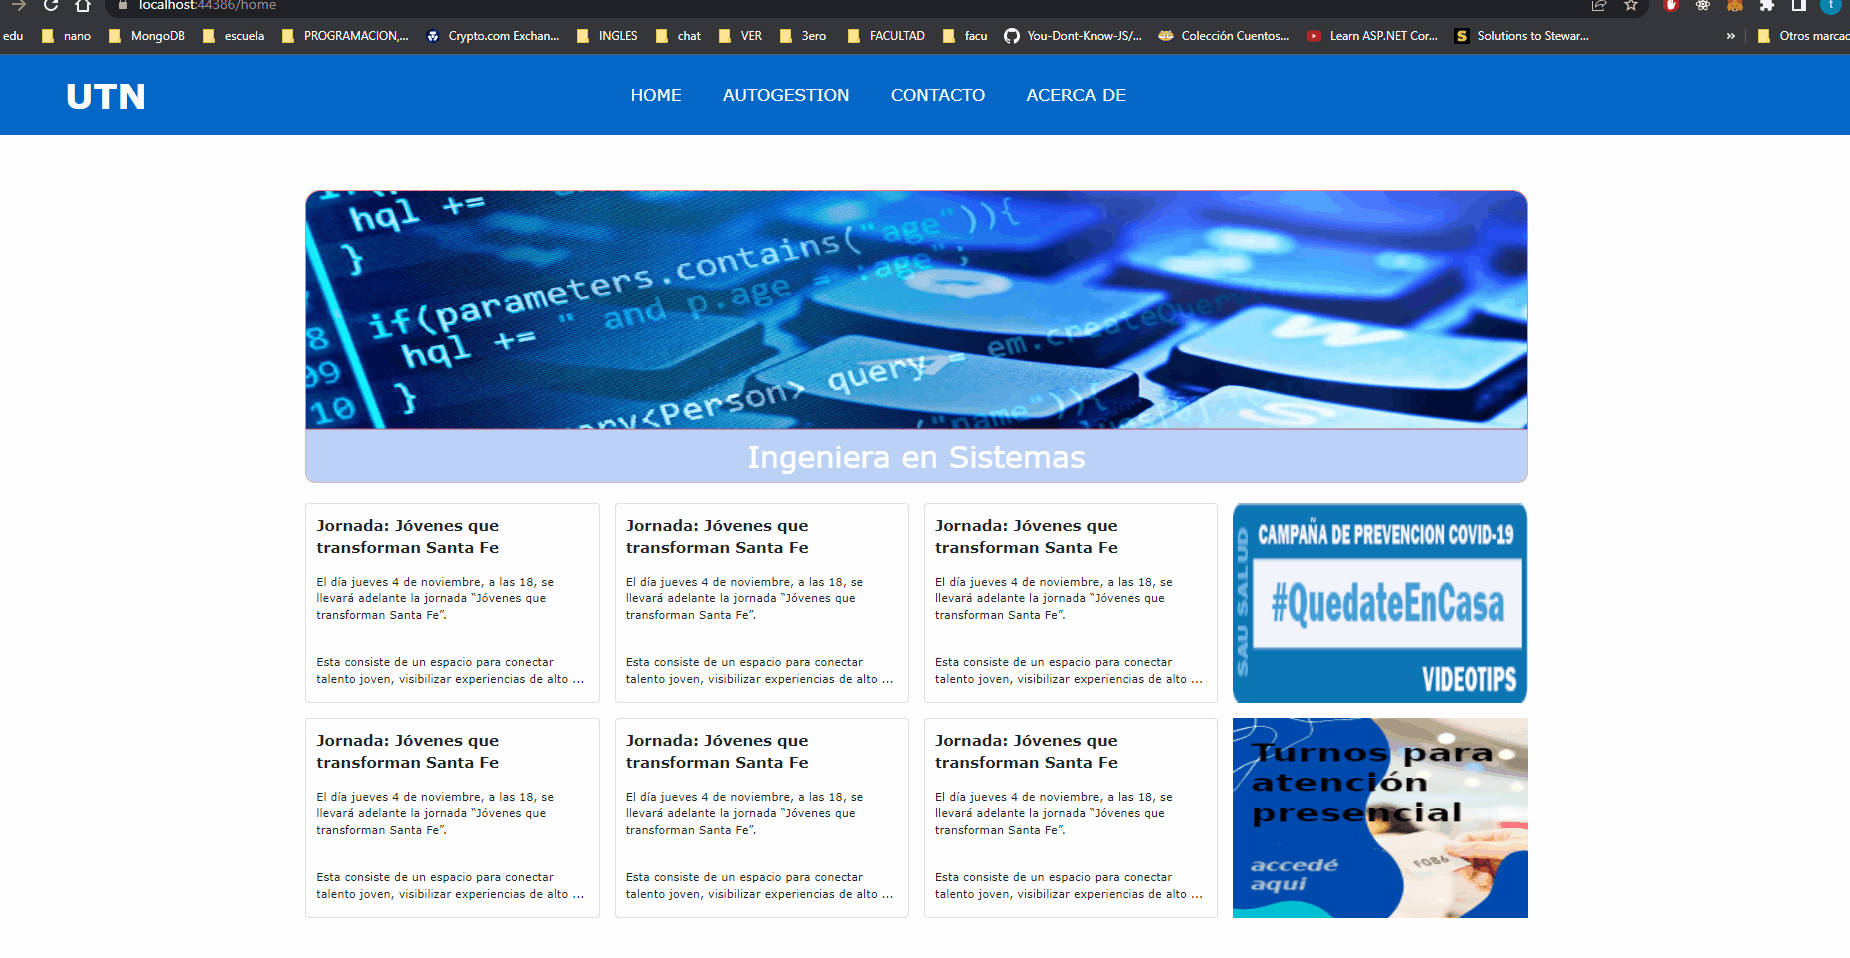 localhost:44386/home
edu nano MongoDB escuela PROGRAMACION,... Crypto.com Exchan... INGLES chat VER 3ero FACULTAD facu You-Dont-Know-JS/... Colección Cuentos... Learn ASP.NET Cor... Solutions to Stewar... » Otros marcad
t
UTN
HOME AUTOGESTION CONTACTO ACERCA DE
hql +=
}
if(parameters.contains("age")){
hql += " and p.age = :age";
}
query<Person> query = em.createQuery
("name")){
8
09
10
Ingeniera en Sistemas
Jornada: Jóvenes que
transforman Santa Fe
El día jueves 4 de noviembre, a las 18, se
llevará adelante la jornada “Jóvenes que
transforman Santa Fe”.
Esta consiste de un espacio para conectar
talento joven, visibilizar experiencias de alto ...
Jornada: Jóvenes que
transforman Santa Fe
El día jueves 4 de noviembre, a las 18, se
llevará adelante la jornada “Jóvenes que
transforman Santa Fe”.
Esta consiste de un espacio para conectar
talento joven, visibilizar experiencias de alto ...
Jornada: Jóvenes que
transforman Santa Fe
El día jueves 4 de noviembre, a las 18, se
llevará adelante la jornada “Jóvenes que
transforman Santa Fe”.
Esta consiste de un espacio para conectar
talento joven, visibilizar experiencias de alto ...
SAU SALUD
CAMPAÑA DE PREVENCION COVID-19
#QuedateEnCasa
VIDEOTIPS
Jornada: Jóvenes que
transforman Santa Fe
El día jueves 4 de noviembre, a las 18, se
llevará adelante la jornada “Jóvenes que
transforman Santa Fe”.
Esta consiste de un espacio para conectar
talento joven, visibilizar experiencias de alto ...
Jornada: Jóvenes que
transforman Santa Fe
El día jueves 4 de noviembre, a las 18, se
llevará adelante la jornada “Jóvenes que
transforman Santa Fe”.
Esta consiste de un espacio para conectar
talento joven, visibilizar experiencias de alto ...
Jornada: Jóvenes que
transforman Santa Fe
El día jueves 4 de noviembre, a las 18, se
llevará adelante la jornada “Jóvenes que
transforman Santa Fe”.
Esta consiste de un espacio para conectar
talento joven, visibilizar experiencias de alto ...
Turnos para
atención
presencial
F086
accedé
aqui